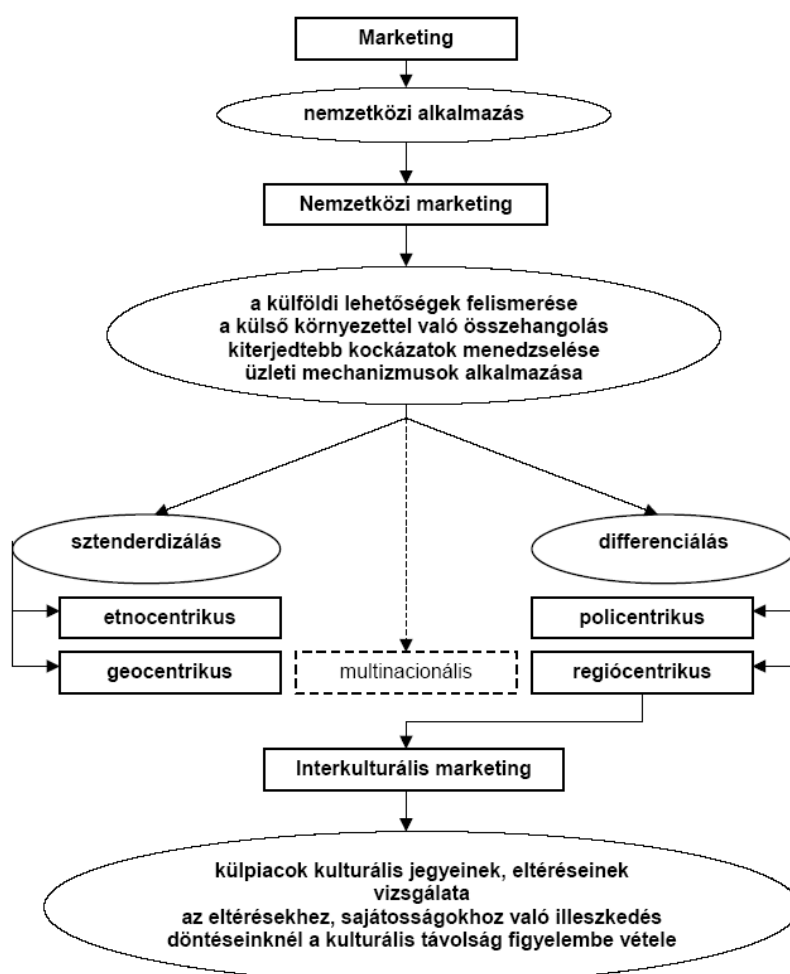 Marketing
nemzetközi alkalmazás
Nemzetközi marketing
a külföldi lehetőségek felismerése
a külső környezettel való összehangolás
kiterjedtebb kockázatok menedzselése
üzleti mechanizmusok alkalmazása
sztenderdizálás
differenciálás
etnocentrikus
policentrikus
geocentrikus
multinacionális
regiócentrikus
Interkulturális marketing
külpiacok kulturális jegyeinek, eltéréseinek
vizsgálata
az eltérésekhez, sajátosságokhoz való illeszkedés
döntéseinknél a kulturális távolság figyelembe vétele